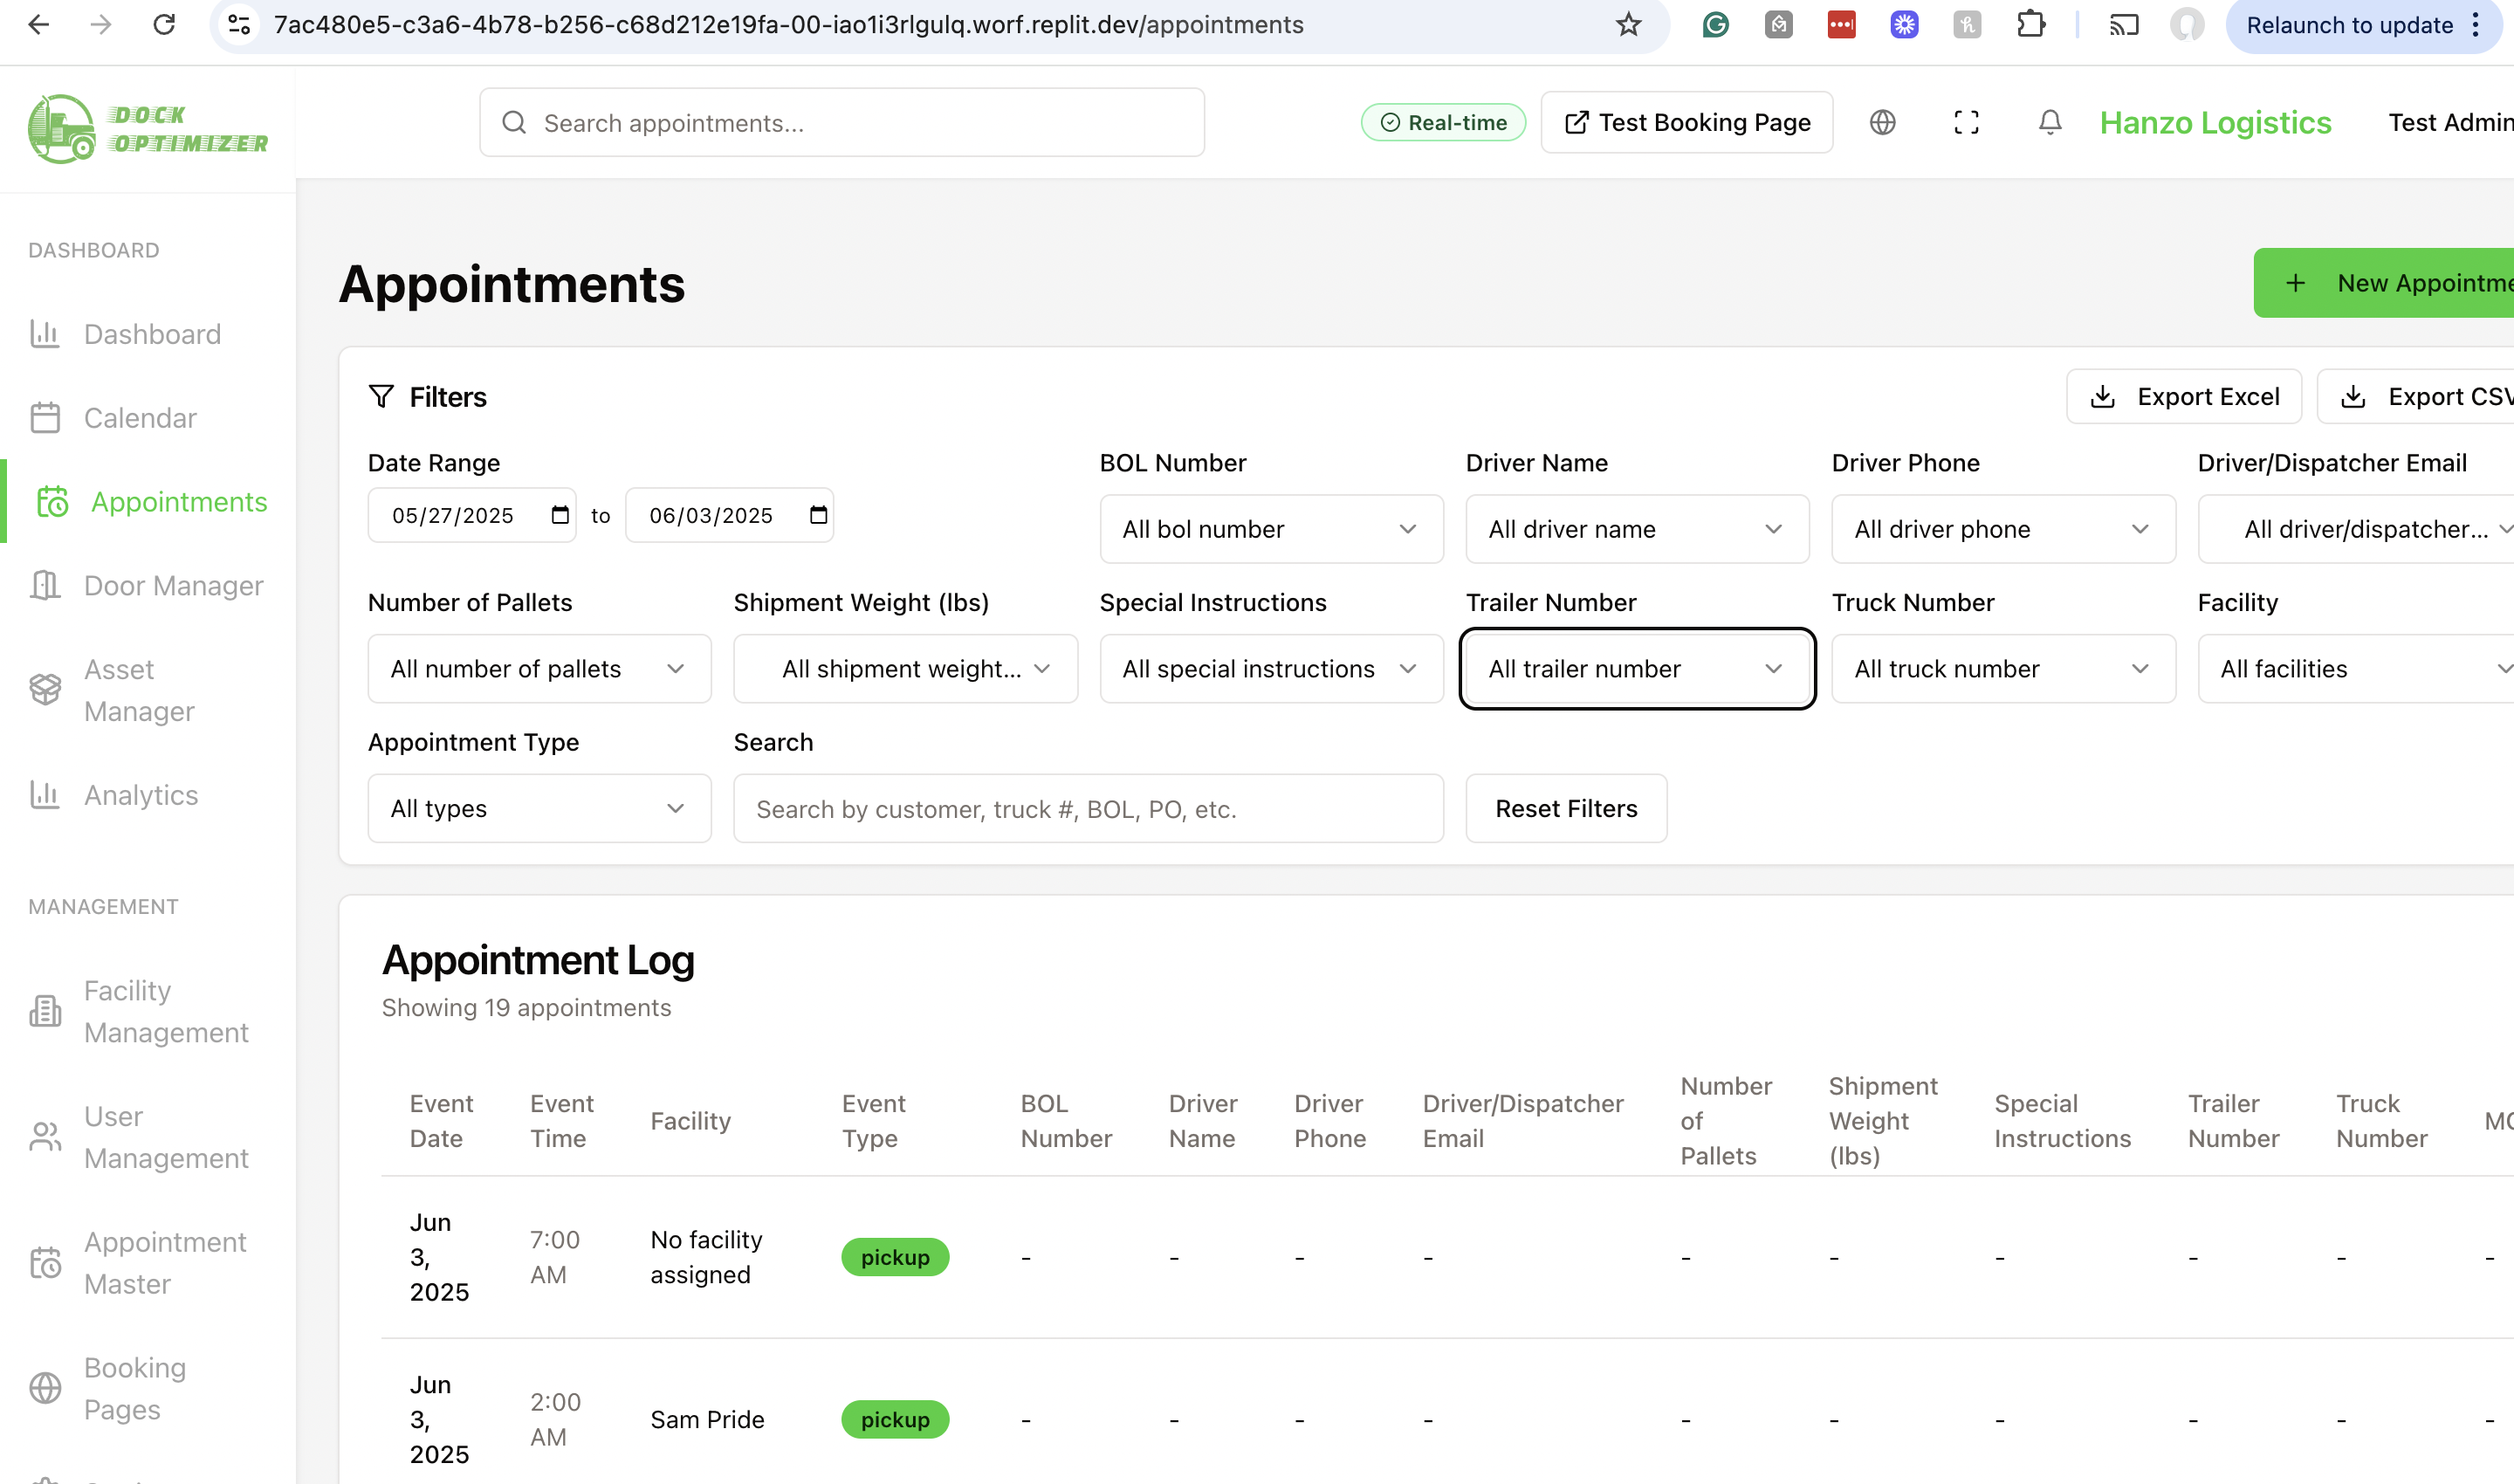 7ac480e5-c3a6-4b78-b256-c68d212e19fa-00-iao1i3rlgulq.worf.replit.dev/appointments
Relaunch to update
DOCK
OPTIMIZER
Search appointments...
Real-time
Test Booking Page
Hanzo Logistics
Test Admin
DASHBOARD
Dashboard
Calendar
Appointments
Door Manager
Asset
Manager
Analytics
MANAGEMENT
Facility
Management
User
Management
Appointment
Master
Booking
Pages
Appointments
+ New Appointme
Filters
Export Excel
Export CSV
Date Range
05/27/2025 to 06/03/2025
BOL Number
All bol number
Driver Name
All driver name
Driver Phone
All driver phone
Driver/Dispatcher Email
All driver/dispatcher...
Number of Pallets
All number of pallets
Shipment Weight (lbs)
All shipment weight...
Special Instructions
All special instructions
Trailer Number
All trailer number
Truck Number
All truck number
Facility
All facilities
Appointment Type
All types
Search
Search by customer, truck #, BOL, PO, etc.
Reset Filters
Appointment Log
Showing 19 appointments
Event
Date
Event
Time
Facility
Event
Type
BOL
Number
Driver
Name
Driver
Phone
Driver/Dispatcher
Email
Number
of
Pallets
Shipment
Weight
(lbs)
Special
Instructions
Trailer
Number
Truck
Number
MC
Jun
3,
2025
7:00
AM
No facility
assigned
pickup
- - - - - - - - - -
Jun
3,
2025
2:00
AM
Sam Pride
pickup
- - - - - - - - - -